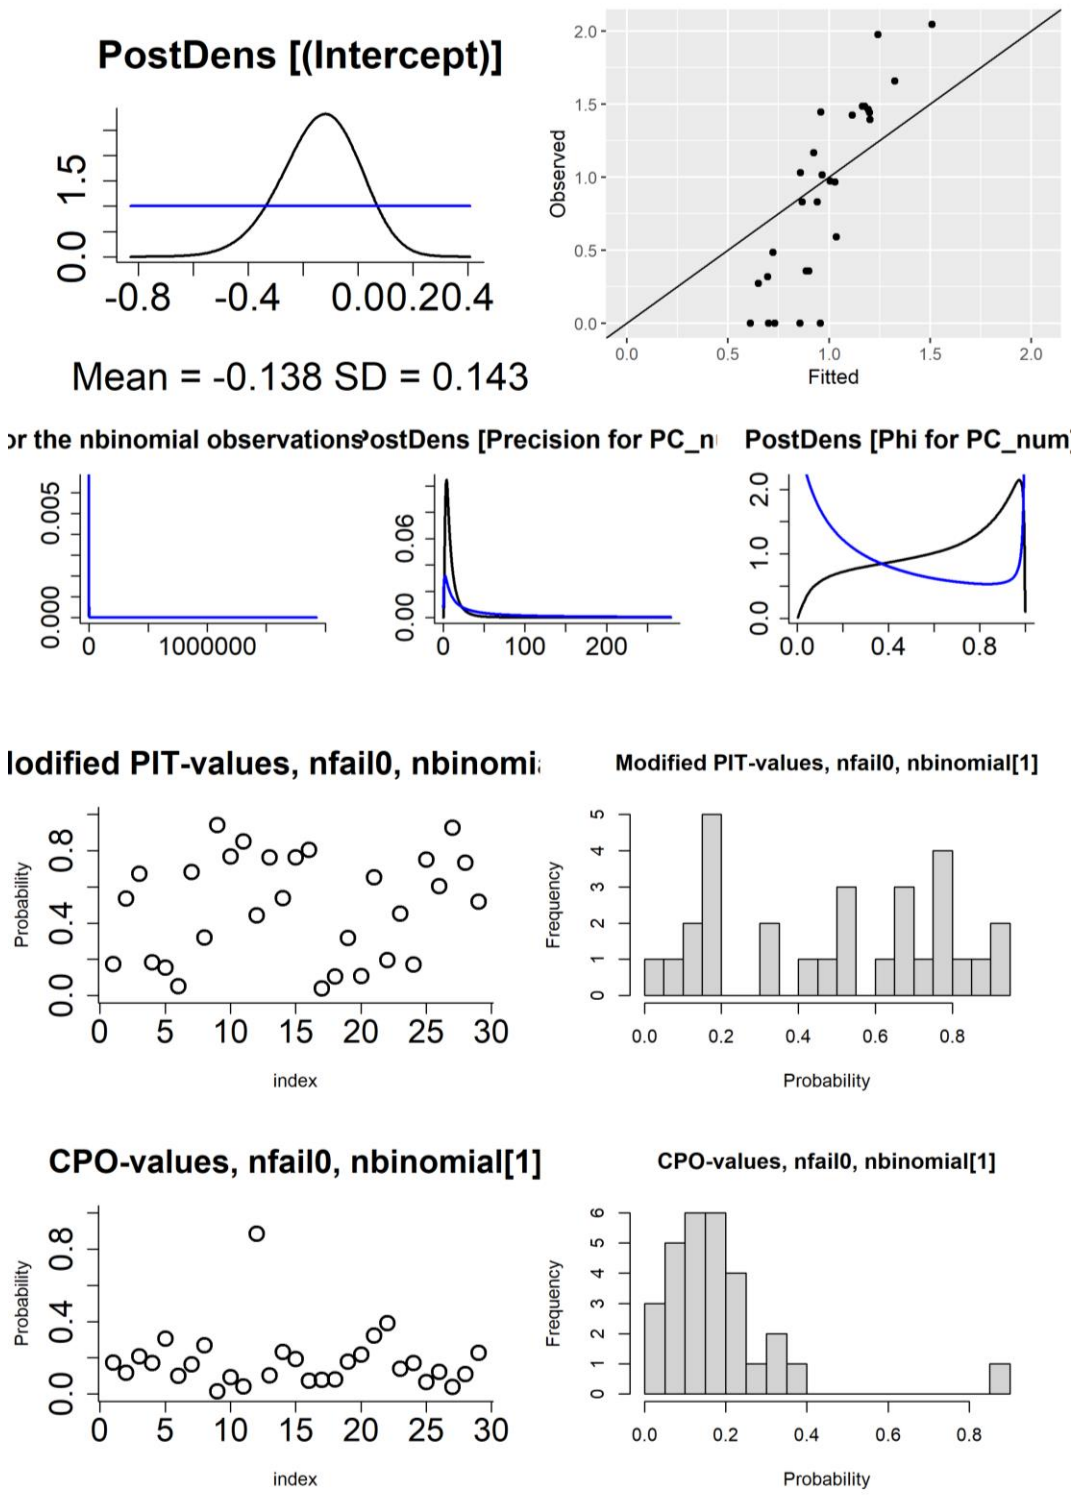 PostDens [(Intercept)]
0.0 1.5
-0.8 -0.4 0.00.20.4
Mean = -0.138 SD = 0.143
2.0
1.5
1.0
0.5
0.0
Observed
0.0 0.5 1.0 1.5 2.0
Fitted
or the nbinomial observations
0.000 0.005
0 1000000
PostDens [Precision for PC_n
0.00 0.06
0 100 200
PostDens [Phi for PC_num]
0.0 1.0 2.0
0.0 0.4 0.8
Modified PIT-values, nfail0, nbinomi
Probability
0.0 0.4 0.8
0 5 10 15 20 25 30
index
Modified PIT-values, nfail0, nbinomial[1]
Frequency
0 1 2 3 4 5
0.0 0.2 0.4 0.6 0.8
Probability
CPO-values, nfail0, nbinomial[1]
Probability
0.0 0.4 0.8
0 5 10 15 20 25 30
index
CPO-values, nfail0, nbinomial[1]
Frequency
0 1 2 3 4 5 6
0.0 0.2 0.4 0.6 0.8
Probability